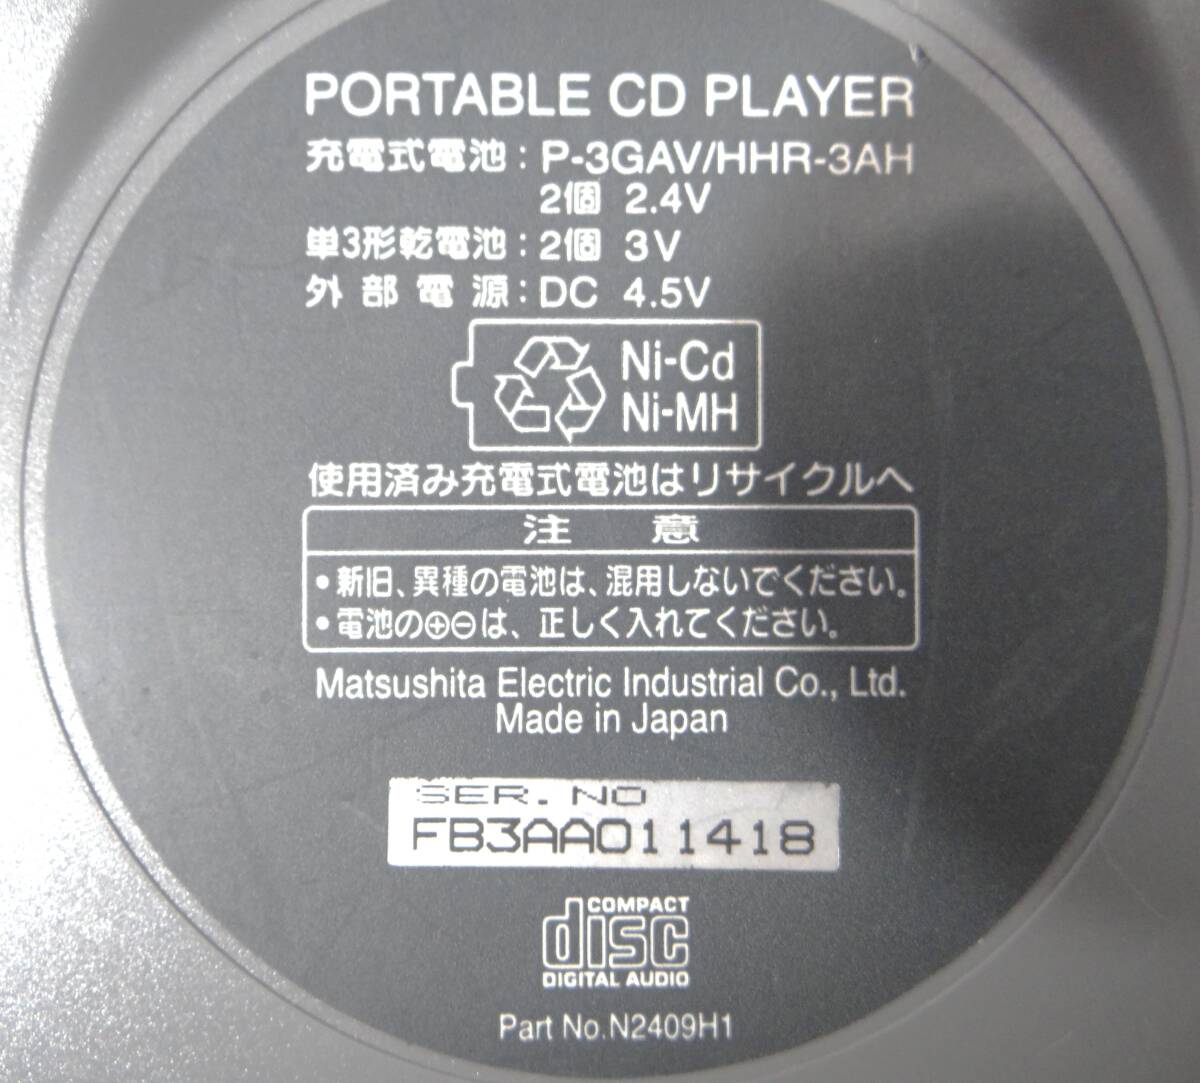 PORTABLE CD PLAYER
充電式電池:P-3GAV/HHR-3AH
2個 2.4V
単3形乾電池:2個 3V
外部電源:DC 4.5V
Ni-Cd
Ni-MH
使用済み充電式電池はリサイクルへ
注意
•新旧、異種の電池は、混用しないでください。
•電池の⊕⊖は、正しく入れてください。
Matsushita Electric Industrial Co., Ltd.
Made in Japan
SER. NO
FB3AA011418
COMPACT
disc
DIGITAL AUDIO
Part No.N2409H1